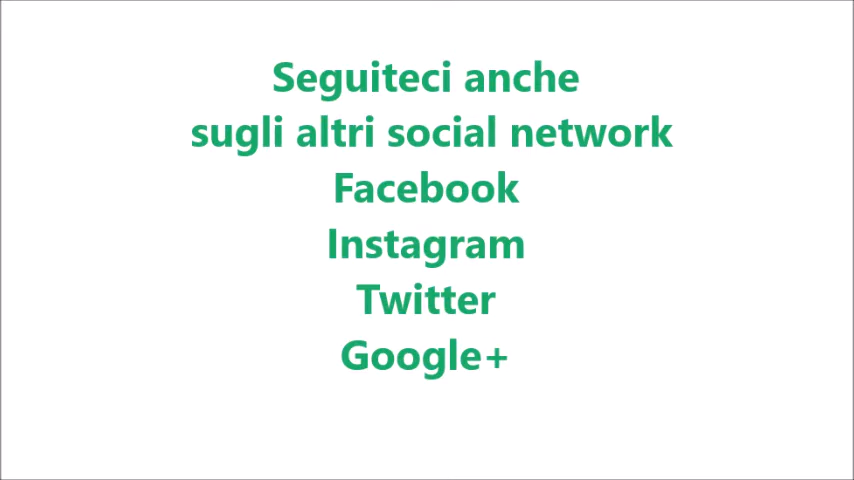 Seguiteci anche
sugli altri social network
Facebook
Instagram
Twitter
Google+